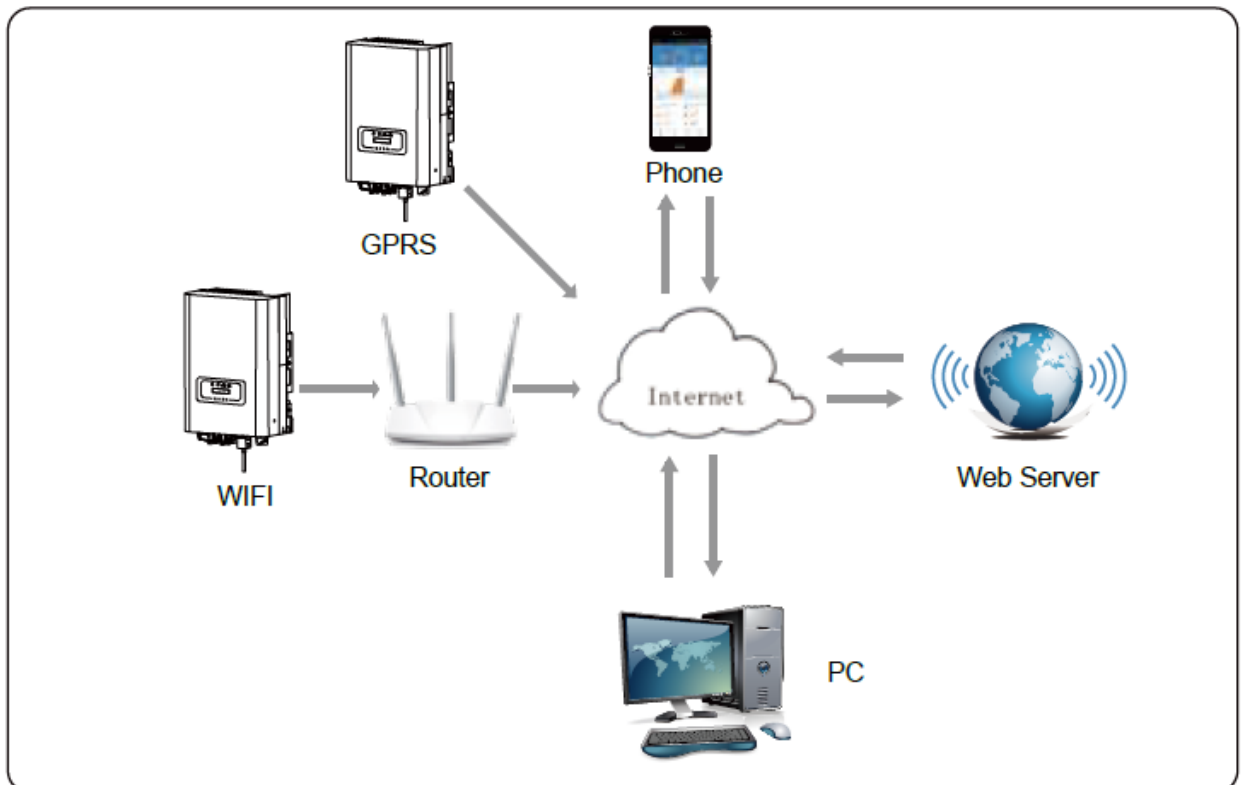 Phone
GPRS
Internet
WIFI
Router
Web Server
PC